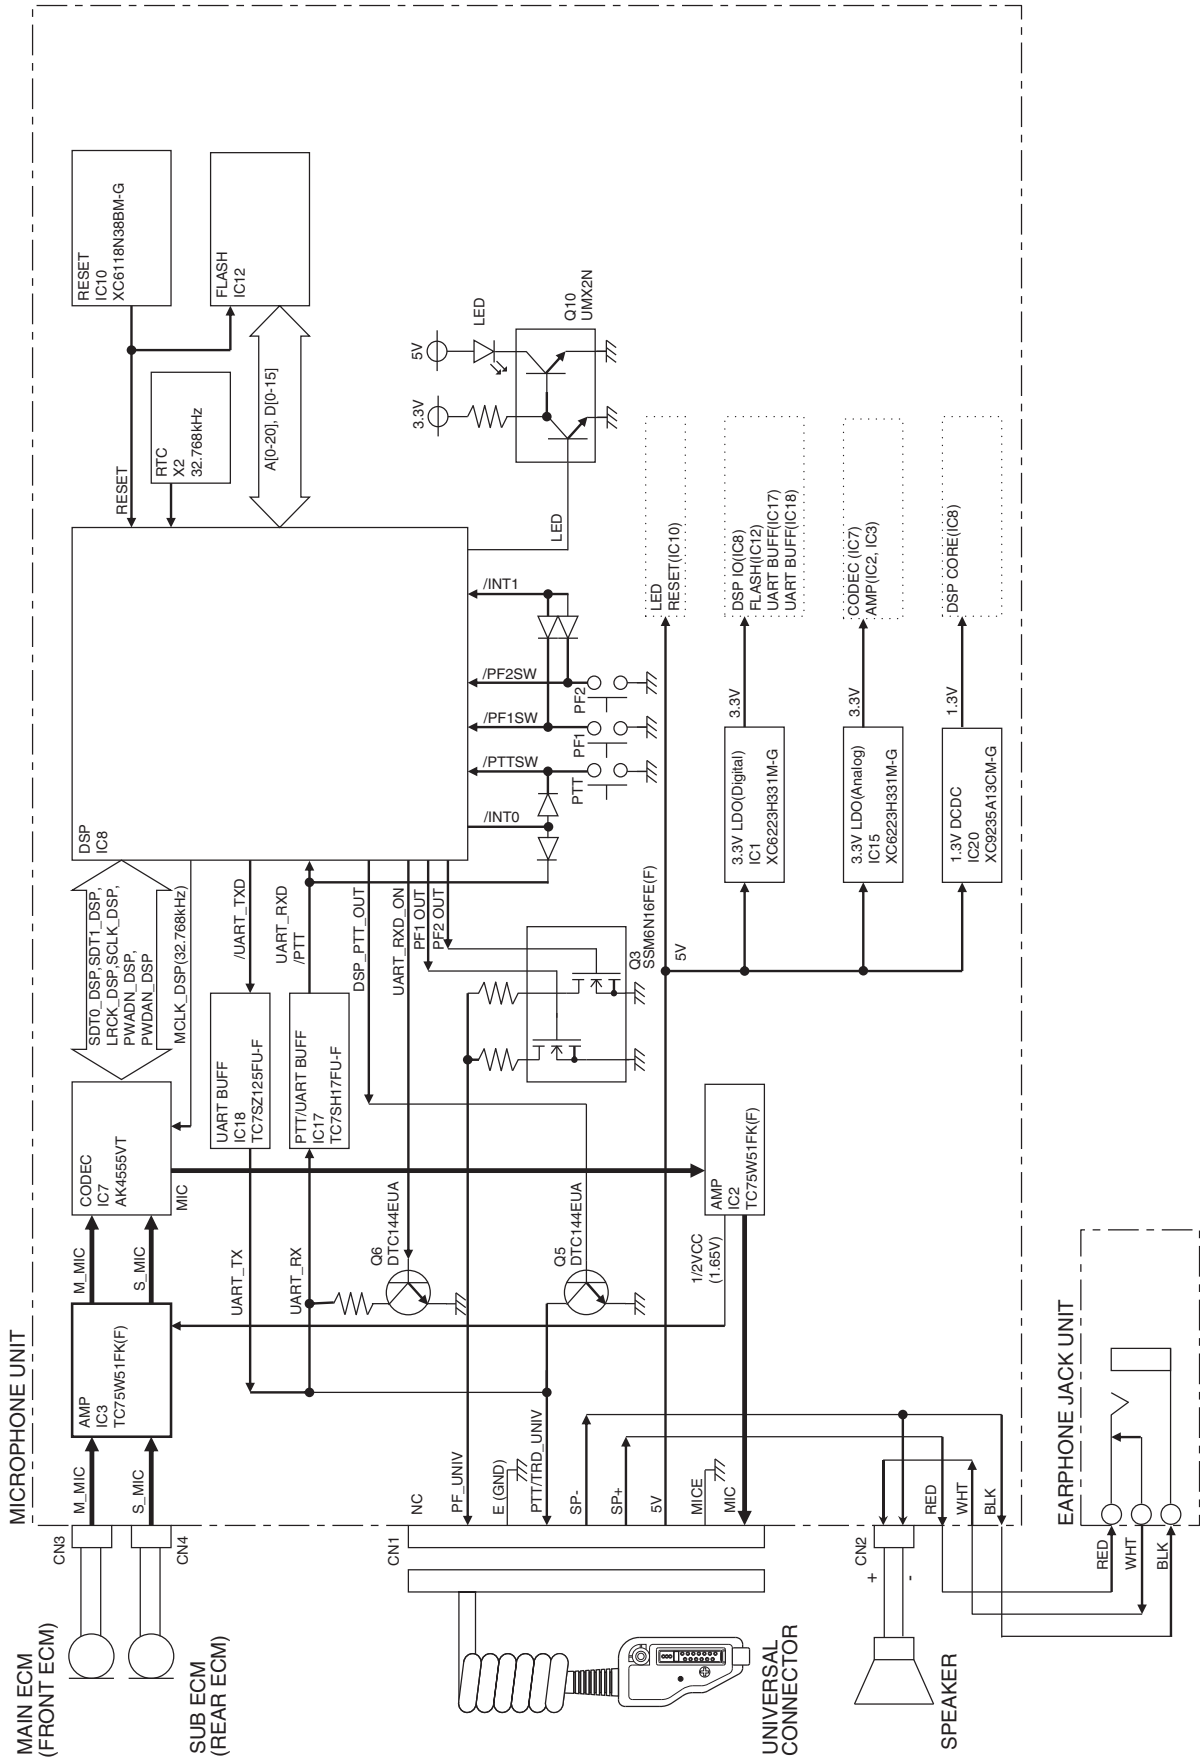 MICROPHONE UNIT
MAIN ECM
(FRONT ECM)
SUB ECM
(REAR ECM)
CN3
CN4
M_MIC
S_MIC
AMP
IC3
TC75W51FK(F)
M_MIC
S_MIC
CODEC
IC7
AK4555VT
MIC
SDT0_DSP,SDT1_DSP,
LRCK_DSP,SCLK_DSP,
PWADN_DSP,
PWDAN_DSP
MCLK_DSP(32.768kHz)
DSP
IC8
RESET
RESET
IC10
XC6118N38BM-G
RTC
X2
32.768kHz
FLASH
IC12
A[0-20], D[0-15]
UART_TX
UART BUFF
IC18
TC7SZ125FU-F
/UART_TXD
UART_RX
PTT/UART BUFF
IC17
TC7SH17FU-F
UART_RXD
/PTT
DSP_PTT_OUT
UART_RXD_ON
PF1 OUT
PF2 OUT
Q6
DTC144EUA
Q5
DTC144EUA
Q3
SSM6N16FE(F)
/INT0
/PTTSW
/PF1SW
/PF2SW
/INT1
PTT
PF1
PF2
LED
3.3V
5V
LED
Q10
UMX2N
UNIVERSAL
CONNECTOR
CN1
NC
PF_UNIV
E (GND)
PTT/TRD_UNIV
SP-
SP+
5V
MICE
MIC
1/2VCC
(1.65V)
AMP
IC2
TC75W51FK(F)
5V
LED
RESET(IC10)
3.3V LDO(Digital)
IC1
XC6223H331M-G
3.3V
DSP IO(IC8)
FLASH(IC12)
UART BUFF(IC17)
UART BUFF(IC18)
3.3V LDO(Analog)
IC15
XC6223H331M-G
3.3V
CODEC (IC7)
AMP(IC2, IC3)
1.3V DCDC
IC20
XC9235A13CM-G
1.3V
DSP CORE(IC8)
SPEAKER
+
-
CN2
RED
WHT
BLK
EARPHONE JACK UNIT
RED
WHT
BLK